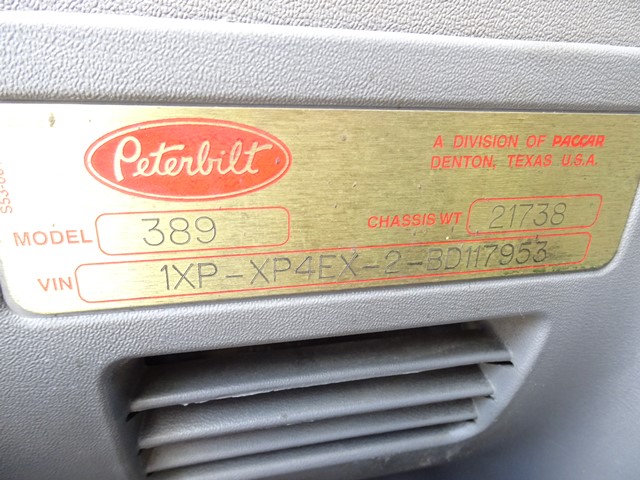 Peterbilt
A DIVISION OF PACCAR
DENTON, TEXAS U.S.A.
MODEL 389
CHASSIS WT 21738
VIN 1XP-XP4EX-2-BD117953